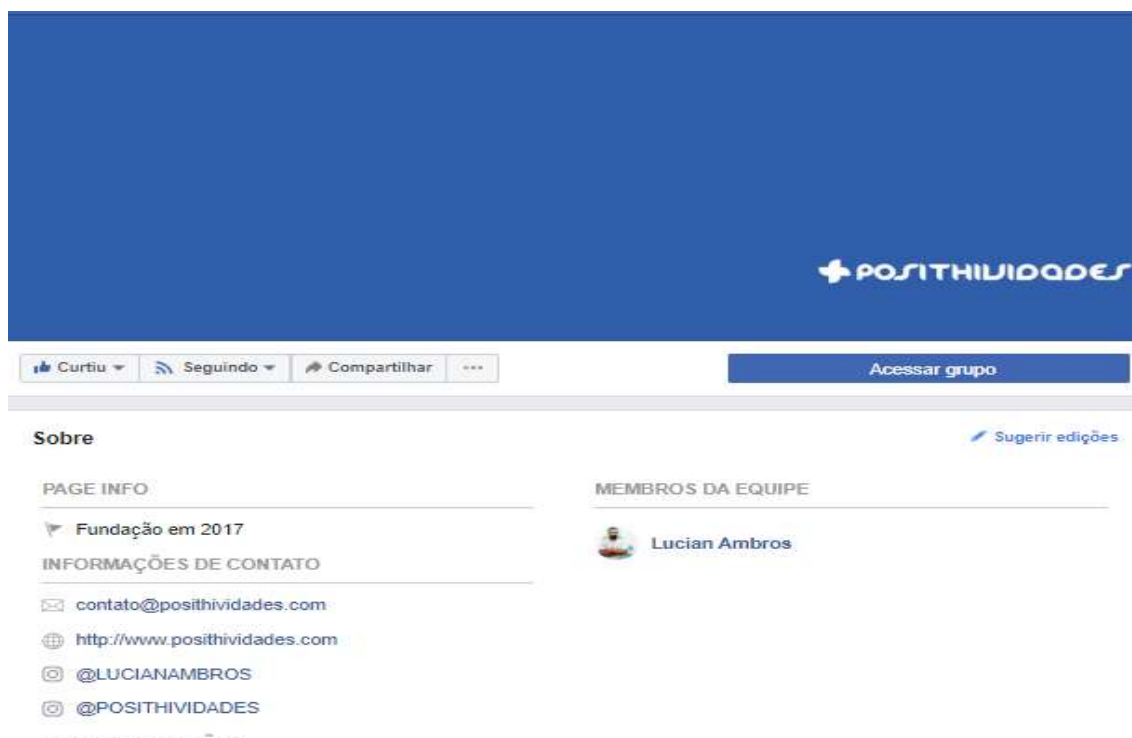 POSITHIVIDADES
Curtiu Seguindo Compartilhar ... Acessar grupo
Sobre Sugerir edições
PAGE INFO
Fundação em 2017
INFORMAÇÕES DE CONTATO
contato@posithividades.com
http://www.posithividades.com
@LUCIANAMBROS
@POSITHIVIDADES
MEMBROS DA EQUIPE
Lucian Ambros